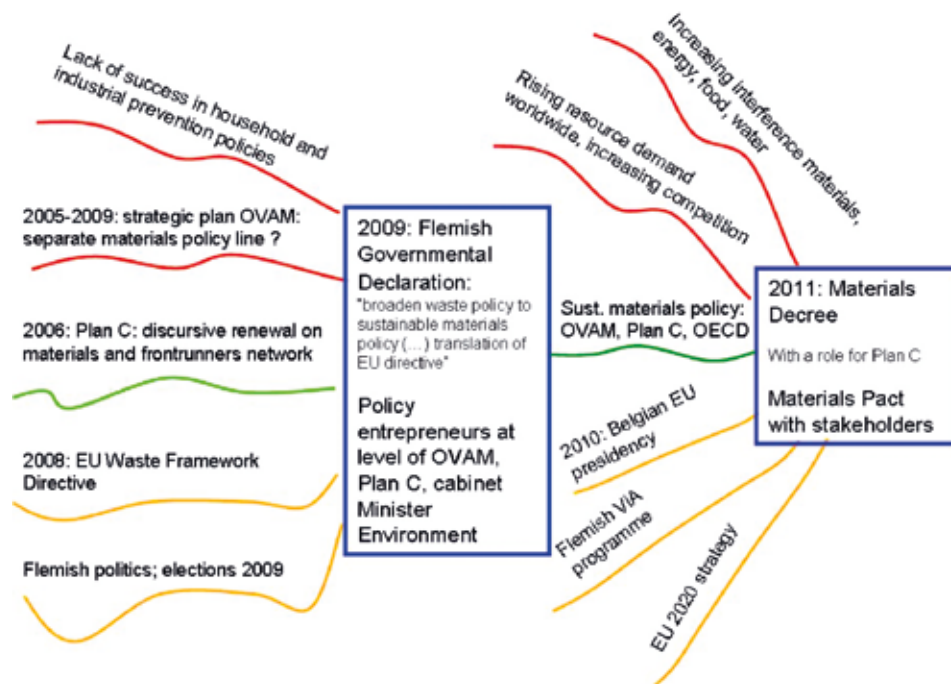 Lack of success in household and
industrial prevention policies
2005-2009: strategic plan OVAM:
separate materials policy line ?
2006: Plan C: discursive renewal on
materials and frontrunners network
2008: EU Waste Framework
Directive
Flemish politics; elections 2009
2009: Flemish
Governmental
Declaration:
"broaden waste policy to
sustainable materials
policy (...) translation of
EU directive"
Policy
entrepreneurs at
level of OVAM,
Plan C, cabinet
Minister
Environment
Rising resource demand
worldwide, increasing competition
Increasing interference materials,
energy, food, water
Sust. materials policy:
OVAM, Plan C, OECD
2010: Belgian EU
presidency
Flemish ViA
programme
EU 2020 strategy
2011: Materials
Decree
With a role for Plan C
Materials Pact
with stakeholders